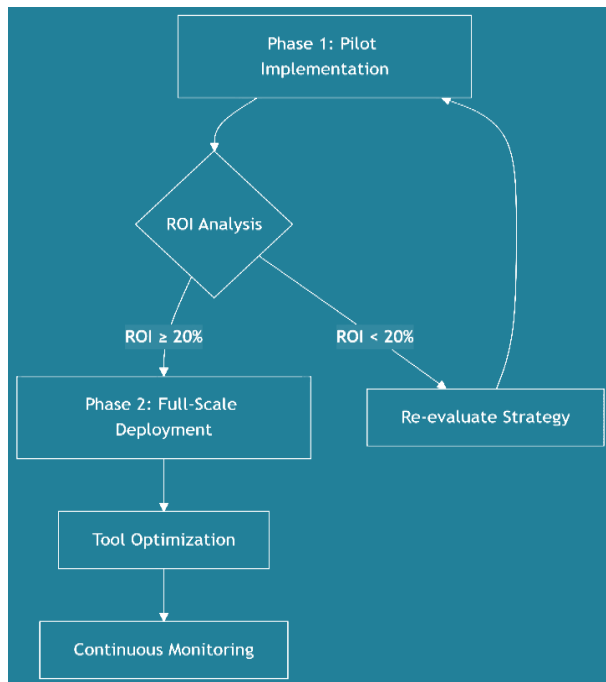 Phase 1: Pilot
Implementation
ROI Analysis
ROI ≥ 20%
ROI < 20%
Phase 2: Full-Scale
Deployment
Re-evaluate Strategy
Tool Optimization
Continuous Monitoring